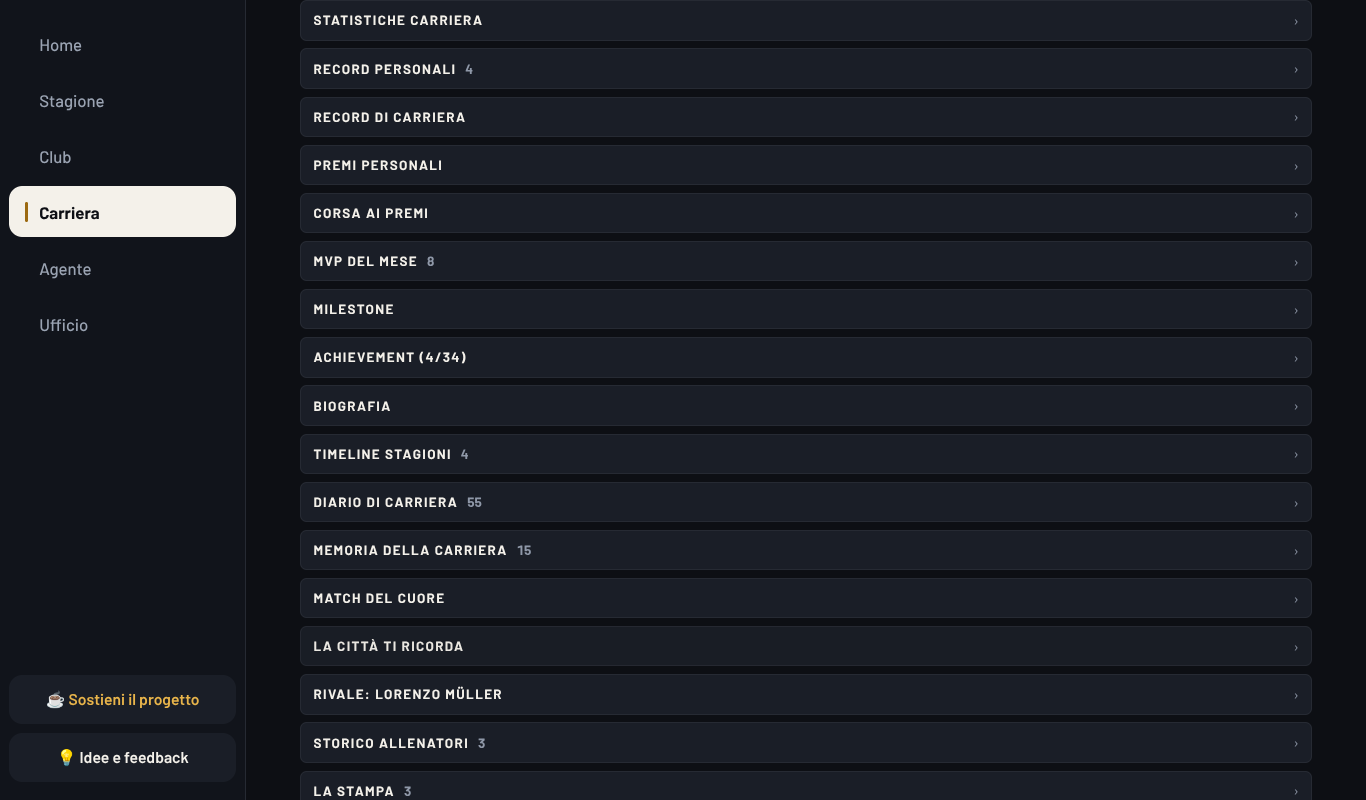 Home
Stagione
Club
Carriera
Agente
Ufficio
☕ Sostieni il progetto
💡 Idee e feedback
STATISTICHE CARRIERA ›
RECORD PERSONALI 4 ›
RECORD DI CARRIERA ›
PREMI PERSONALI ›
CORSA AI PREMI ›
MVP DEL MESE 8 ›
MILESTONE ›
ACHIEVEMENT (4/34) ›
BIOGRAFIA ›
TIMELINE STAGIONI 4 ›
DIARIO DI CARRIERA 55 ›
MEMORIA DELLA CARRIERA 15 ›
MATCH DEL CUORE ›
LA CITTÀ TI RICORDA ›
RIVALE: LORENZO MÜLLER ›
STORICO ALLENATORI 3 ›
LA STAMPA 3 ›